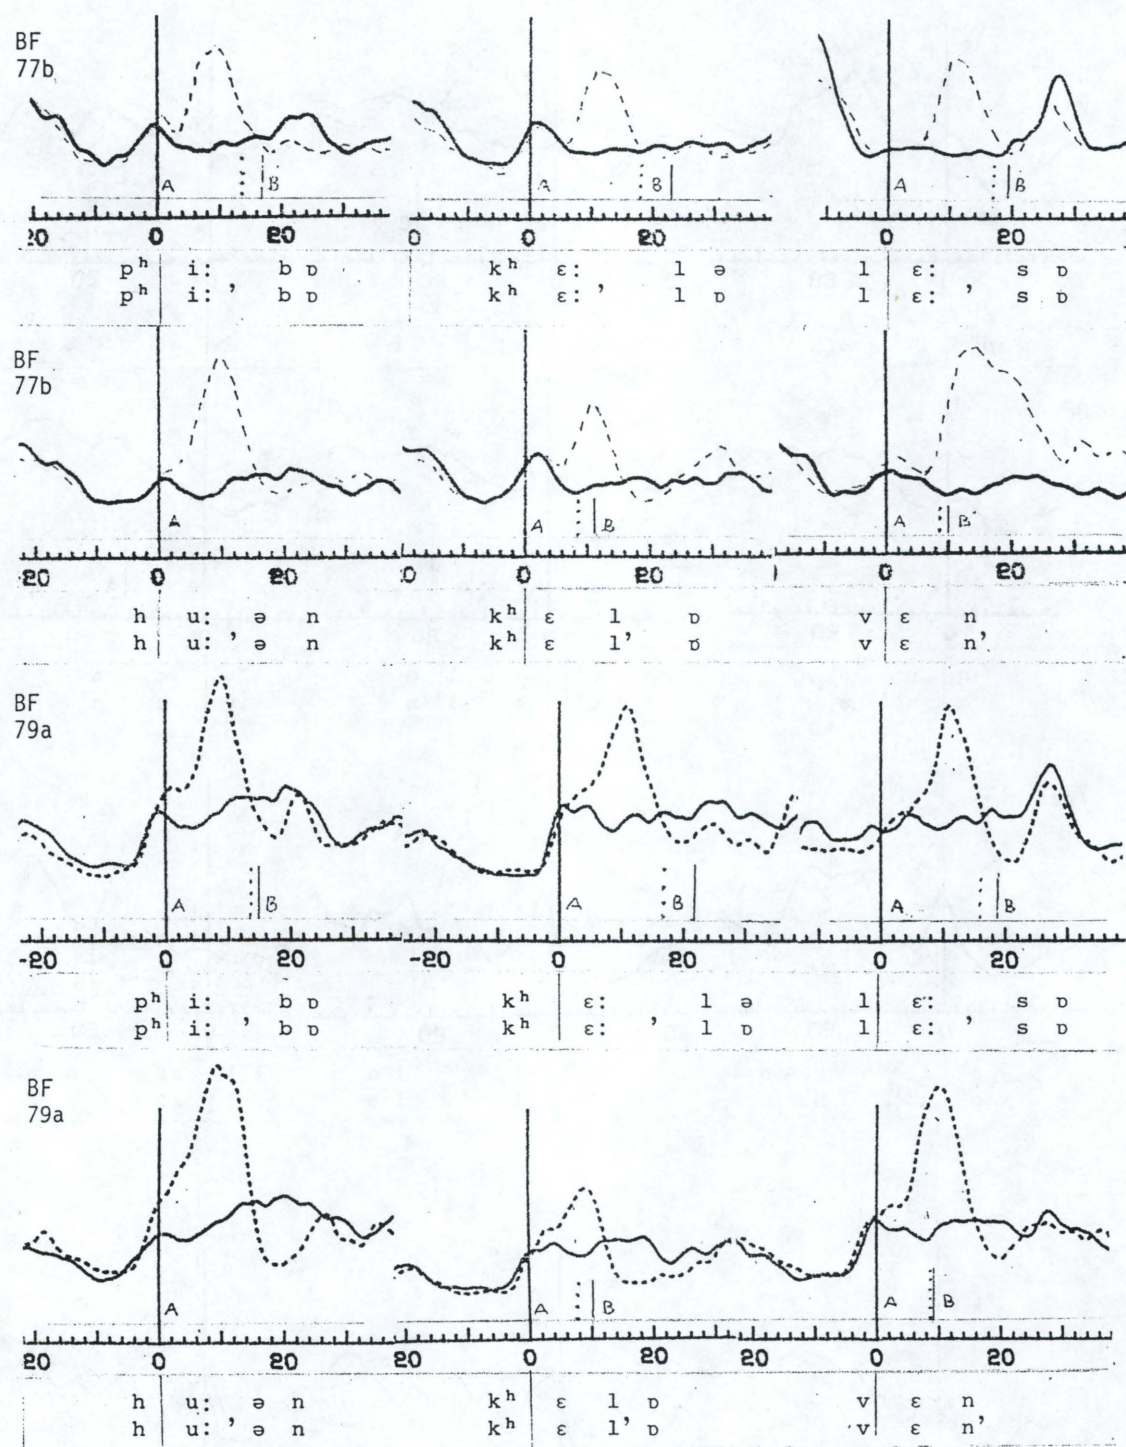 BF
77b
A B A B A B
20 0 20 0 20 0 20
pʰ i: b ɒ kʰ ɛ: l ə l ɛ: s ɒ
pʰ i: ' b ɒ kʰ ɛ: ' l ɒ l ɛ: ' s ɒ
BF
77b
A A B A B
20 0 20 0 0 20 0 20
h u: ə n kʰ ɛ l ɒ v ɛ n
h u: ' ə n kʰ ɛ l' ɒ v ɛ n'
BF
79a
A B A B A B
-20 0 20 -20 0 20 0 20
pʰ i: b ɒ kʰ ɛ: l ə l ɛ: s ɒ
pʰ i: ' b ɒ kʰ ɛ: ' l ɒ l ɛ: ' s ɒ
BF
79a
A A B A B
20 0 20 20 0 20 20 0 20
h u: ə n kʰ ɛ l ɒ v ɛ n
h u: ' ə n kʰ ɛ l' ɒ v ɛ n'